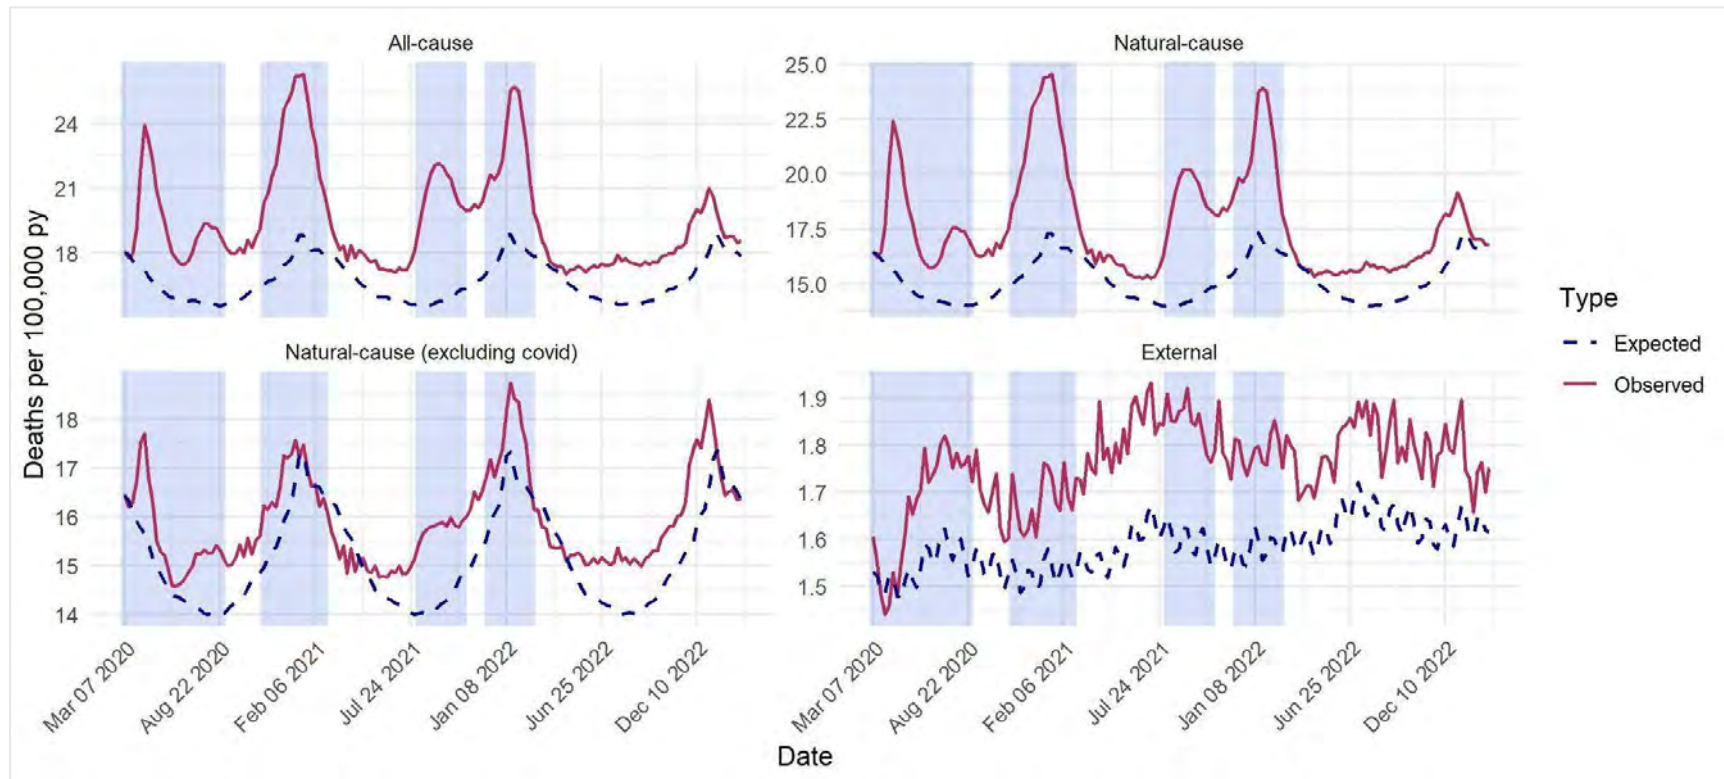 All-cause
Natural-cause
24
21
18
25.0
22.5
20.0
17.5
15.0
Deaths per 100,000 py
Natural-cause (excluding covid)
External
18
17
16
15
14
1.9
1.8
1.7
1.6
1.5
Mar 07 2020
Aug 22 2020
Feb 06 2021
Jul 24 2021
Jan 08 2022
Jun 25 2022
Dec 10 2022
Mar 07 2020
Aug 22 2020
Feb 06 2021
Jul 24 2021
Jan 08 2022
Jun 25 2022
Dec 10 2022
Date
Type
Expected
Observed